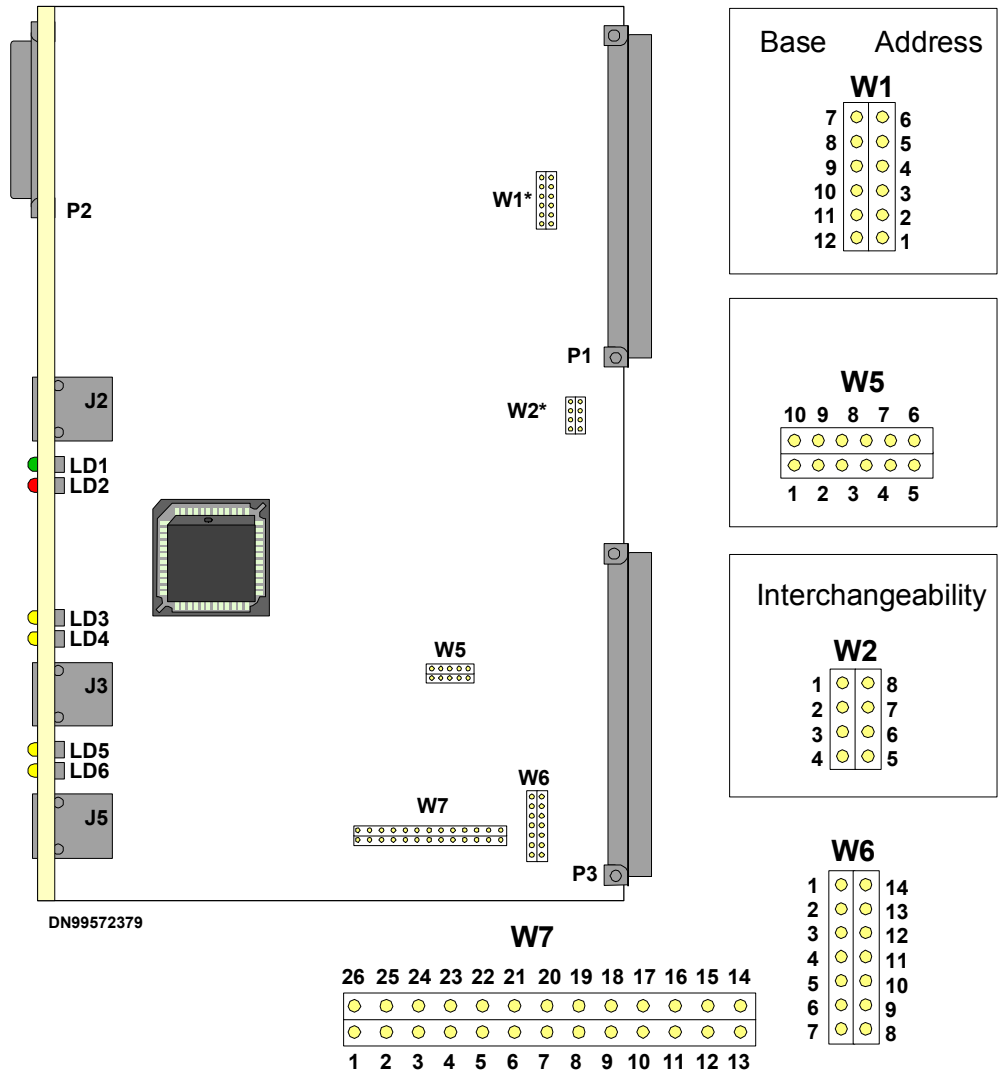 P2
J2
LD1
LD2
LD3
LD4
J3
LD5
LD6
J5
W1*
P1
W2*
W5
W6
W7
P3
DN99572379
Base Address
W1
7 6
8 5
9 4
10 3
11 2
12 1
W5
10 9 8 7 6
1 2 3 4 5
Interchangeability
W2
1 8
2 7
3 6
4 5
W6
1 14
2 13
3 12
4 11
5 10
6 9
7 8
W7
26 25 24 23 22 21 20 19 18 17 16 15 14
1 2 3 4 5 6 7 8 9 10 11 12 13